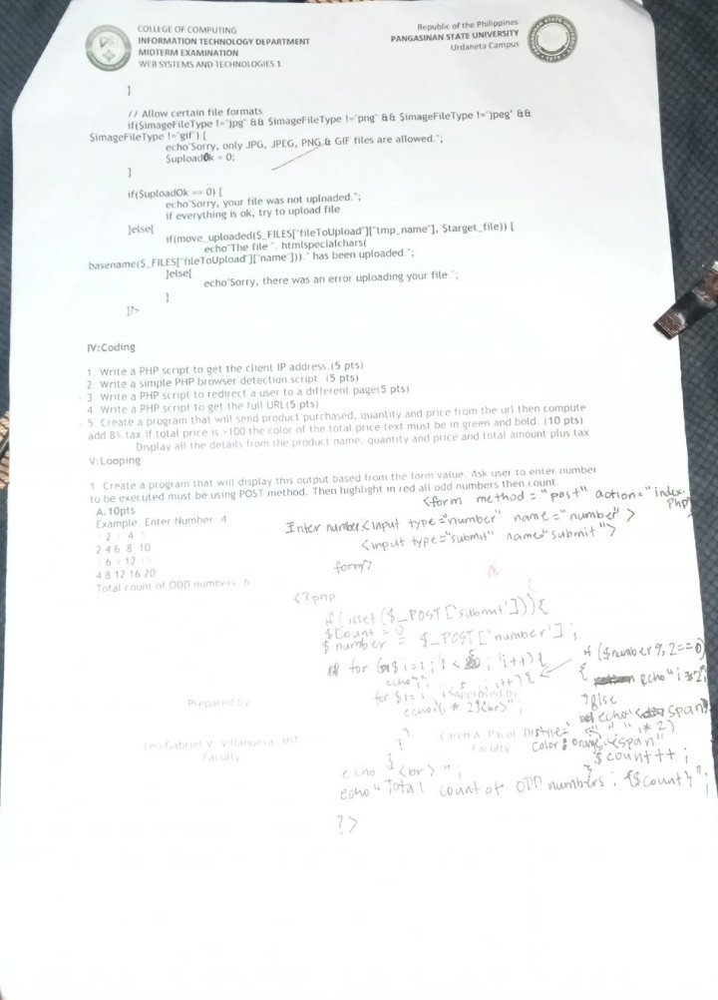 COLLEGE OF COMPUTING
INFORMATION TECHNOLOGY DEPARTMENT
MIDTERM EXAMINATION
WEB SYSTEMS AND TECHNOLOGIES 1
Republic of the Philippines
PANGASINAN STATE UNIVERSITY
Urdaneta Campus
}
// Allow certain file formats
if($imageFileType !="jpg" && $imageFileType !="png" && $imageFileType !="jpeg" &&
$imageFileType !="gif") {
echo"Sorry, only JPG, JPEG, PNG & GIF files are allowed.";
$uploadOk = 0;
}
if($uploadOk == 0) {
echo"Sorry, your file was not uploaded.";
if everything is ok, try to upload file
}else{
if(move_uploaded($_FILES["fileToUpload"]["tmp_name"], $target_file)) {
echo"The file ". htmlspecialchars(
basename($_FILES["fileToUpload"]["name"]))." has been uploaded.";
}else{
echo"Sorry, there was an error uploading your file.";
}
}?>
IV:Coding
1. Write a PHP script to get the client IP address.(5 pts)
2. Write a simple PHP browser detection script. (5 pts)
3. Write a PHP script to redirect a user to a different page(5 pts)
4. Write a PHP script to get the full URL(5 pts)
5. Create a program that will send product purchased, quantity and price from the url then compute
add 8% tax.If total price is >100 the color of the total price text must be in green and bold. (10 pts)
Display all the details from the product name, quantity and price and total amount plus tax
V:Looping
1. Create a program that will display this output based from the form value. Ask user to enter number
to be executed must be using POST method. Then highlight in red all odd numbers then count.
A.10pts
Example: Enter Number: 4
1 2 3 4 5
2 4 6 8 10
3 6 9 12 15
4 8 12 16 20
Total count of ODD numbers: 6
<form method = "post" action = "index.php
Enter number<input type="number" name="number">
<input type="submit" name="submit">
form>
<?php
if (isset ($_POST['submit'])){
$count = 0
$number = $_POST['number'];
for $i=1; i < 5; i++) {
if ($number % 2==0)
{
echo "i * 2;
}else
echo
span
style=
color: orange;
<span"
$count++;
}
echo "<br>";
echo "Total count of ODD numbers: {$count}";
?>
Prepared by
Approved by
Leo Gabriel V. Villanueva, MIT
Faculty
Caren A. Pacol, DIT
Faculty